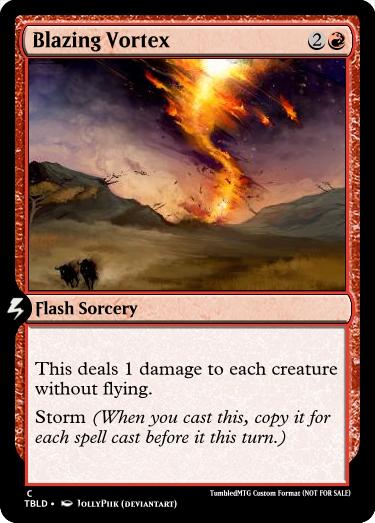 Blazing Vortex 2
Flash Sorcery
This deals 1 damage to each creature
without flying.
Storm (When you cast this, copy it for
each spell cast before it this turn.)
C
TBLD • JOLLYPIIK (DEVIANTART)
TumbledMTG Custom Format (NOT FOR SALE)